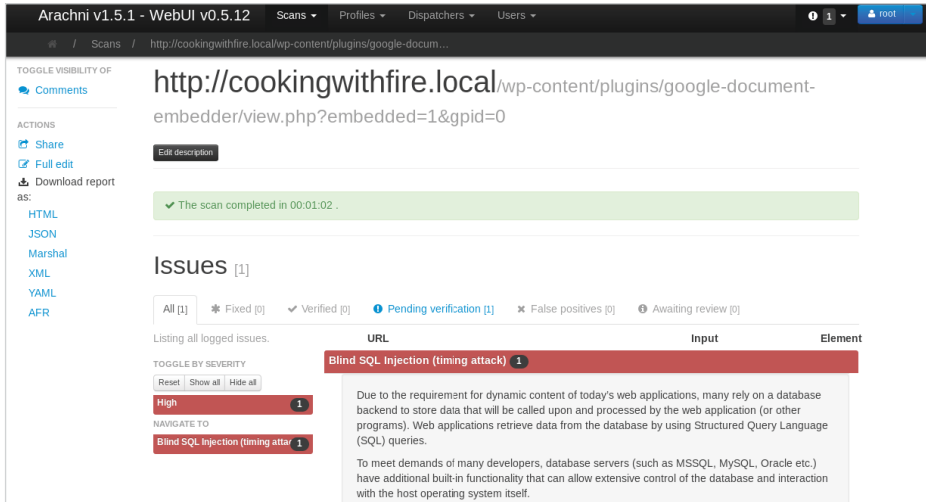 Arachni v1.5.1 - WebUI v0.5.12 Scans Profiles Dispatchers Users 1 root
/ Scans / http://cookingwithfire.local/wp-content/plugins/google-docum…
TOGGLE VISIBILITY OF
Comments
ACTIONS
Share
Full edit
Download report
as:
HTML
JSON
Marshal
XML
YAML
AFR
http://cookingwithfire.local/wp-content/plugins/google-document-
embedder/view.php?embedded=1&gpid=0
Edit description
The scan completed in 00:01:02 .
Issues [1]
All [1] Fixed [0] Verified [0] Pending verification [1] False positives [0] Awaiting review [0]
Listing all logged issues.
TOGGLE BY SEVERITY
Reset Show all Hide all
High 1
NAVIGATE TO
Blind SQL Injection (timing attac 1
URL Input Element
Blind SQL Injection (timing attack) 1
Due to the requirement for dynamic content of today's web applications, many rely on a database
backend to store data that will be called upon and processed by the web application (or other
programs). Web applications retrieve data from the database by using Structured Query Language
(SQL) queries.
To meet demands of many developers, database servers (such as MSSQL, MySQL, Oracle etc.)
have additional built-in functionality that can allow extensive control of the database and interaction
with the host operating system itself.